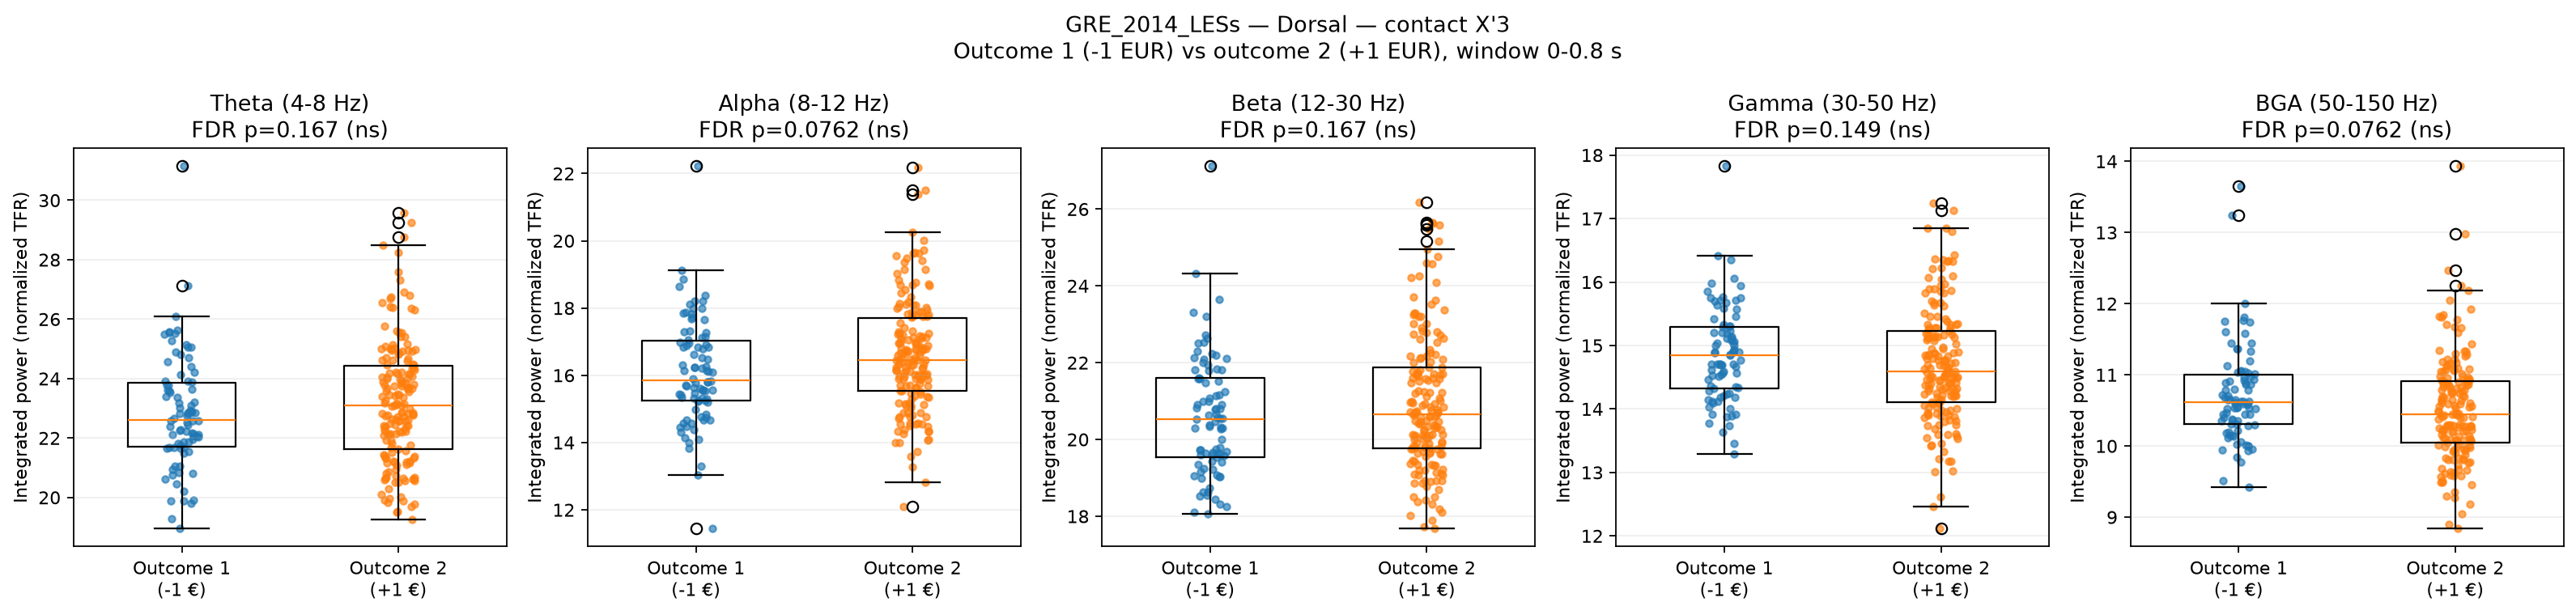 GRE_2014_LESs — Dorsal — contact X'3
Outcome 1 (-1 EUR) vs outcome 2 (+1 EUR), window 0-0.8 s
Theta (4-8 Hz)
FDR p=0.167 (ns)
Integrated power (normalized TFR)
30
28
26
24
22
20
Outcome 1
(-1 €)
Outcome 2
(+1 €)
Alpha (8-12 Hz)
FDR p=0.0762 (ns)
Integrated power (normalized TFR)
22
20
18
16
14
12
Outcome 1
(-1 €)
Outcome 2
(+1 €)
Beta (12-30 Hz)
FDR p=0.167 (ns)
Integrated power (normalized TFR)
26
24
22
20
18
Outcome 1
(-1 €)
Outcome 2
(+1 €)
Gamma (30-50 Hz)
FDR p=0.149 (ns)
Integrated power (normalized TFR)
18
17
16
15
14
13
12
Outcome 1
(-1 €)
Outcome 2
(+1 €)
BGA (50-150 Hz)
FDR p=0.0762 (ns)
Integrated power (normalized TFR)
14
13
12
11
10
9
Outcome 1
(-1 €)
Outcome 2
(+1 €)